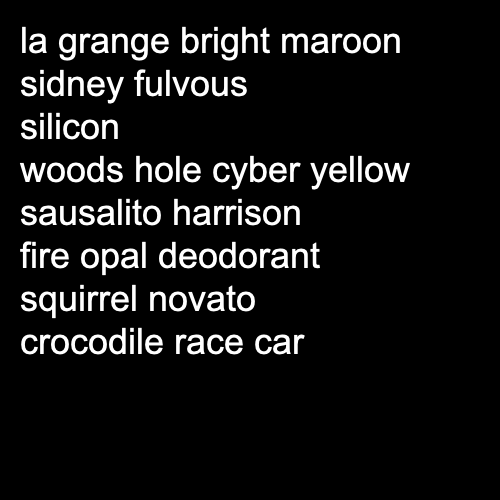 la grange bright maroon
sidney fulvous
silicon
woods hole cyber yellow
sausalito harrison
fire opal deodorant
squirrel novato
crocodile race car